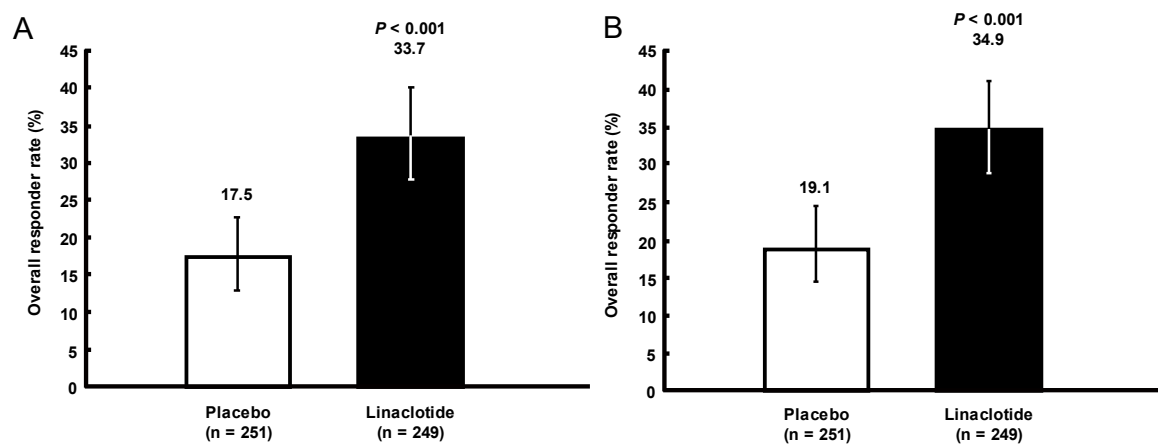 A
P < 0.001
33.7
45
40
35
30
25
20
15
10
5
0
Overall responder rate (%)
17.5
Placebo
(n = 251)
Linaclotide
(n = 249)
B
P < 0.001
34.9
45
40
35
30
25
20
15
10
5
0
Overall responder rate (%)
19.1
Placebo
(n = 251)
Linaclotide
(n = 249)